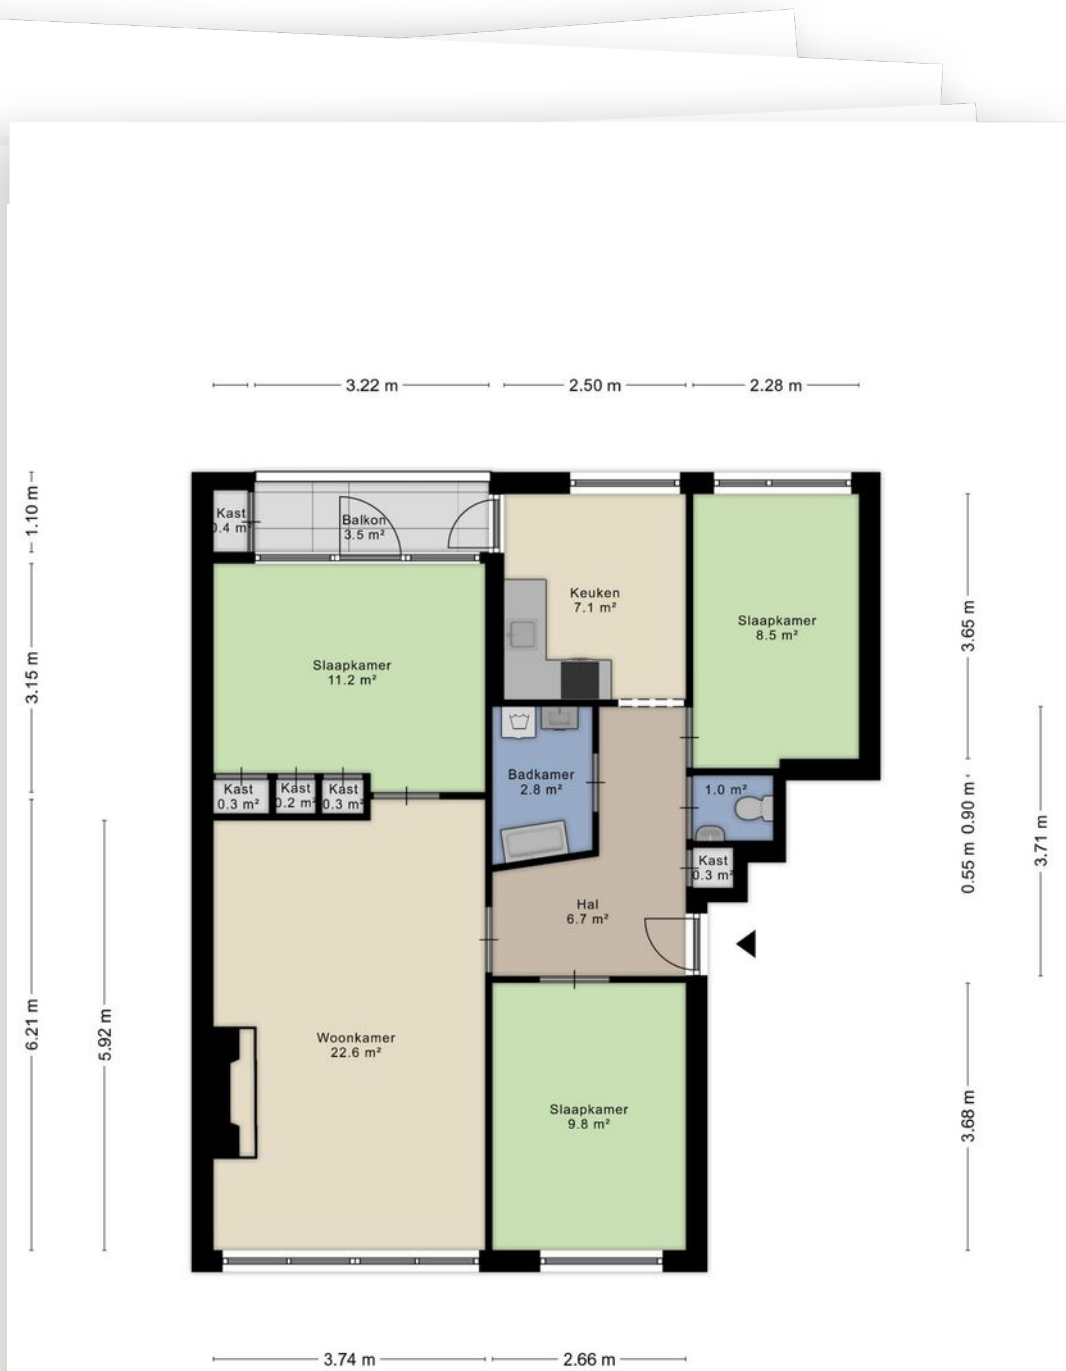 3.22 m
2.50 m
2.28 m
1.10 m
Kast
0.4 m²
Balkon
3.5 m²
Keuken
7.1 m²
Slaapkamer
8.5 m²
3.65 m
3.15 m
Slaapkamer
11.2 m²
Kast
0.3 m²
Kast
0.2 m²
Kast
0.3 m²
Badkamer
2.8 m²
1.0 m²
0.90 m
3.71 m
Kast
0.3 m²
0.55 m
Hal
6.7 m²
6.21 m
5.92 m
Woonkamer
22.6 m²
Slaapkamer
9.8 m²
3.68 m
3.74 m
2.66 m